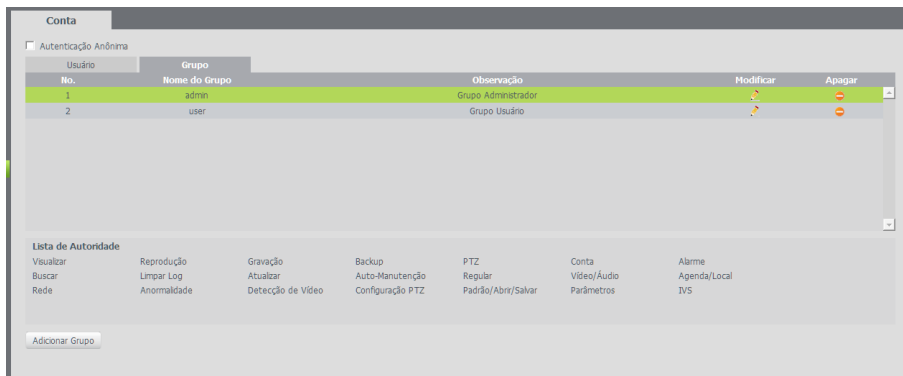 Conta
Autenticação Anônima
Usuário Grupo
No. Nome do Grupo Observação Modificar Apagar
1 admin Grupo Administrador
2 user Grupo Usuário
Lista de Autoridade
Visualizar Reprodução Gravação Backup PTZ Conta Alarme
Buscar Limpar Log Atualizar Auto-Manutenção Regular Vídeo/Áudio Agenda/Local
Rede Anormalidade Detecção de Vídeo Configuração PTZ Padrão/Abrir/Salvar Parâmetros IVS
Adicionar Grupo